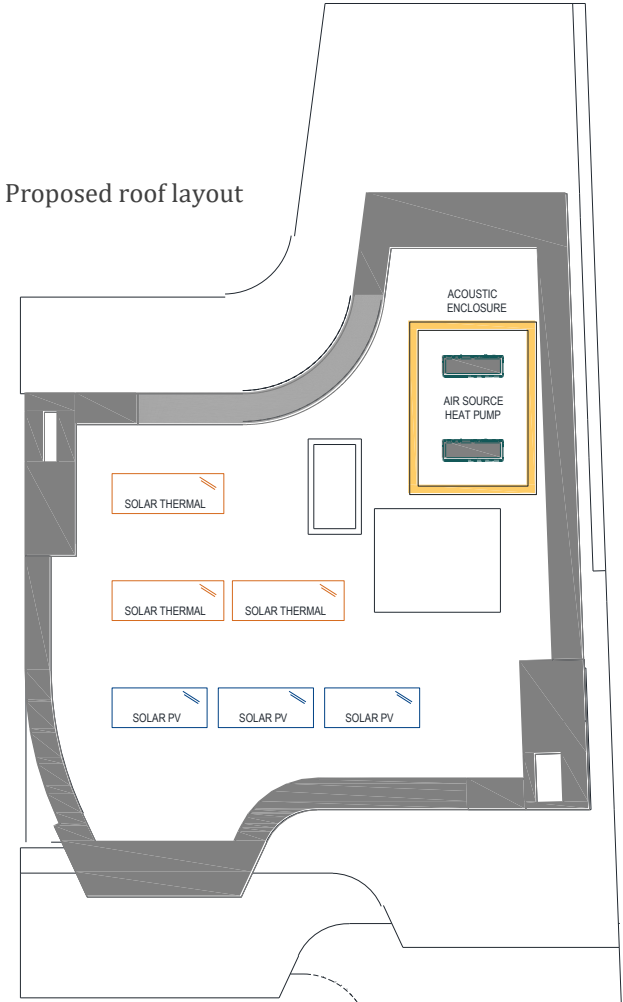 Proposed roof layout
ACOUSTIC
ENCLOSURE
AIR SOURCE
HEAT PUMP
SOLAR THERMAL
SOLAR THERMAL
SOLAR THERMAL
SOLAR PV
SOLAR PV
SOLAR PV